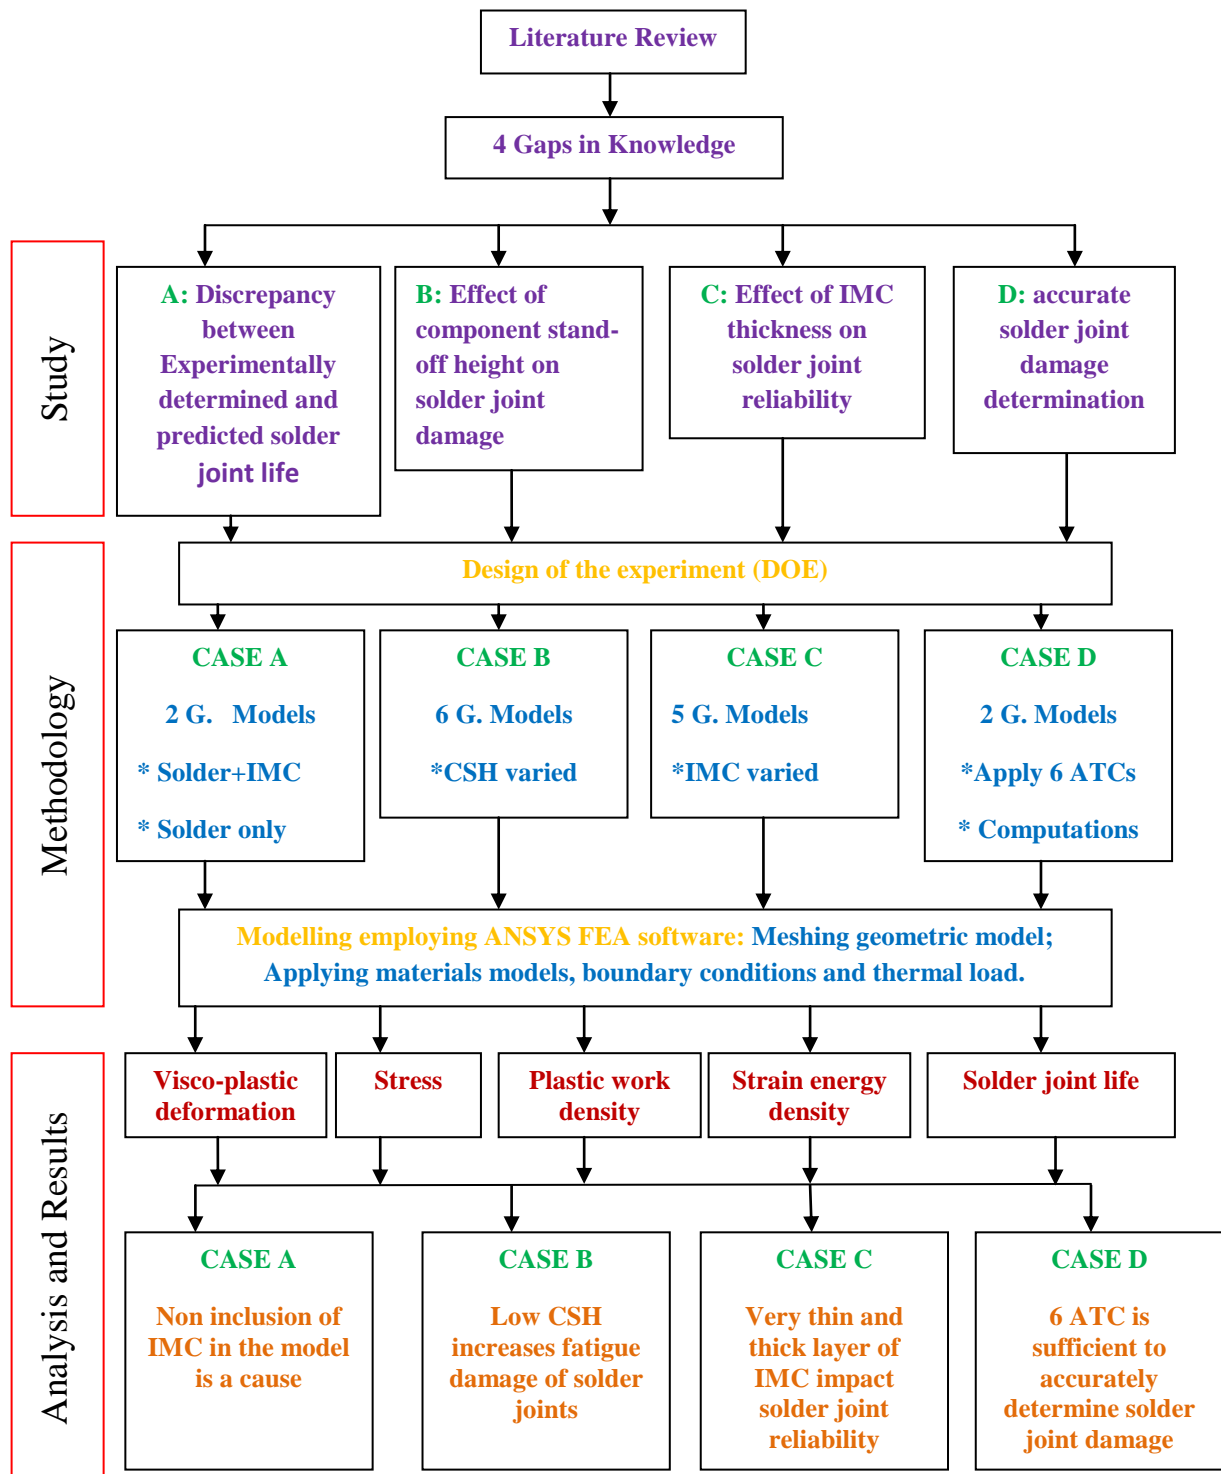 Literature Review
4 Gaps in Knowledge
Study
A: Discrepancy
between
Experimentally
determined and
predicted solder
joint life
B: Effect of
component stand-
off height on
solder joint
damage
C: Effect of IMC
thickness on
solder joint
reliability
D: accurate
solder joint
damage
determination
Methodology
Design of the experiment (DOE)
CASE A
2 G. Models
* Solder+IMC
* Solder only
CASE B
6 G. Models
*CSH varied
CASE C
5 G. Models
*IMC varied
CASE D
2 G. Models
*Apply 6 ATCs
* Computations
Modelling employing ANSYS FEA software: Meshing geometric model;
Applying materials models, boundary conditions and thermal load.
Analysis and Results
Visco-plastic
deformation
Stress
Plastic work
density
Strain energy
density
Solder joint life
CASE A
Non inclusion of
IMC in the model
is a cause
CASE B
Low CSH
increases fatigue
damage of solder
joints
CASE C
Very thin and
thick layer of
IMC impact
solder joint
reliability
CASE D
6 ATC is
sufficient to
accurately
determine solder
joint damage